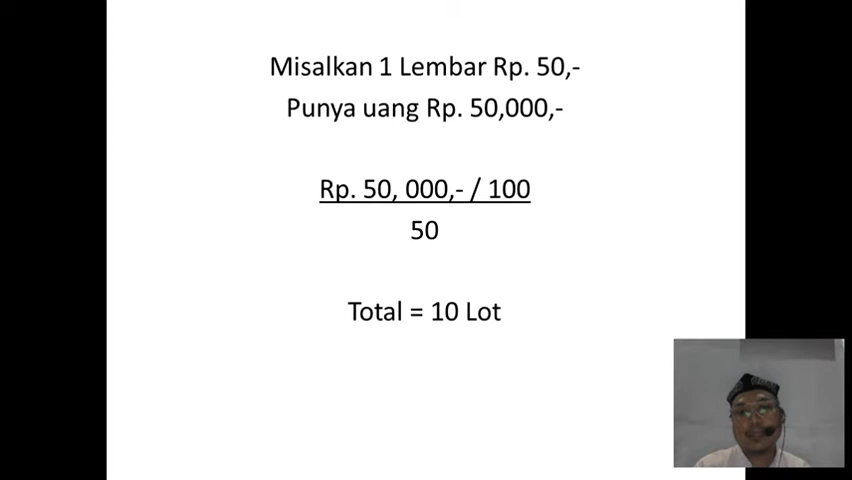 Misalkan 1 Lembar Rp. 50,-
Punya uang Rp. 50,000,-
Rp. 50, 000,- / 100
50
Total = 10 Lot